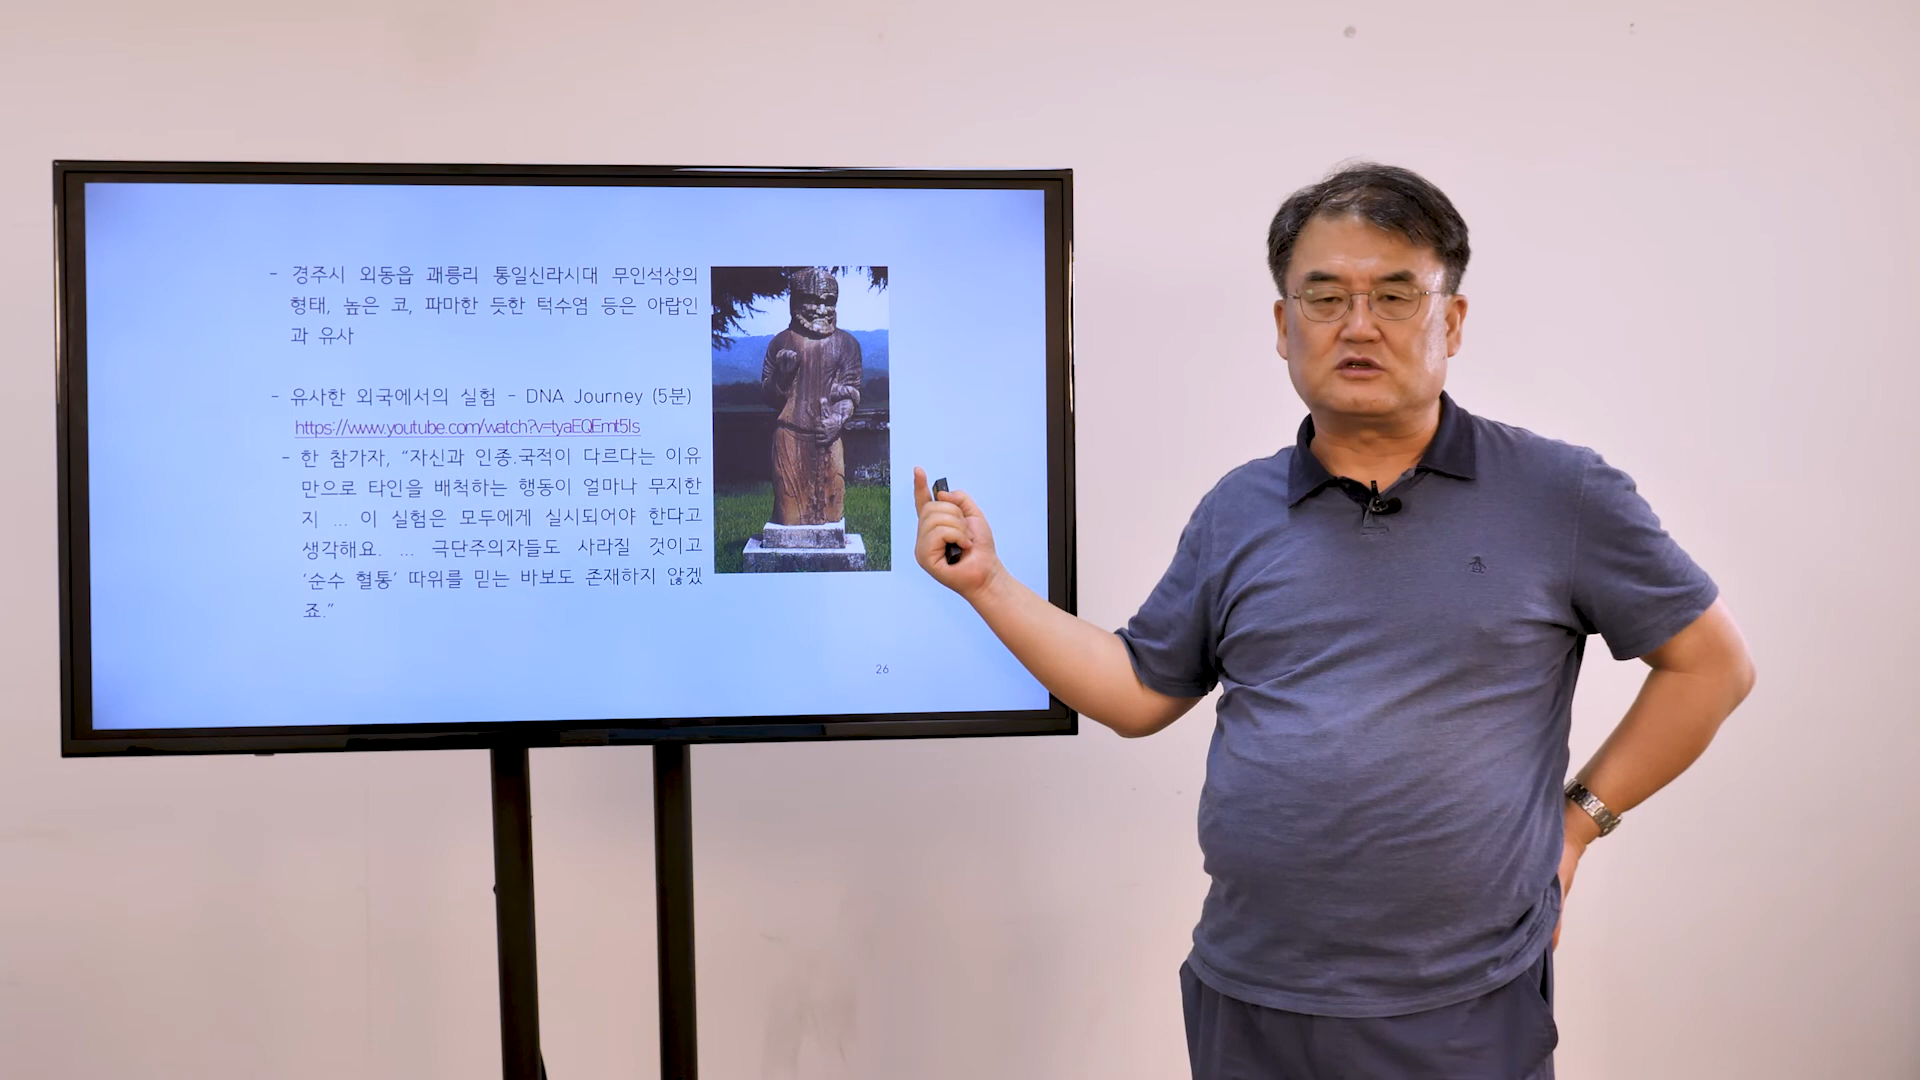 - 경주시 외동읍 괘릉리 통일신라시대 무인석상의
형태, 높은 코, 파마한 듯한 턱수염 등은 아랍인
과 유사
- 유사한 외국에서의 실험 - DNA Journey (5분)
https://www.youtube.com/watch?v=tyaEQEmt5ls
- 한 참가자, “자신과 인종.국적이 다르다는 이유
만으로 타인을 배척하는 행동이 얼마나 무지한
지 ... 이 실험은 모두에게 실시되어야 한다고
생각해요. ... 극단주의자들도 사라질 것이고
‘순수 혈통’ 따위를 믿는 바보도 존재하지 않겠
죠.”
26